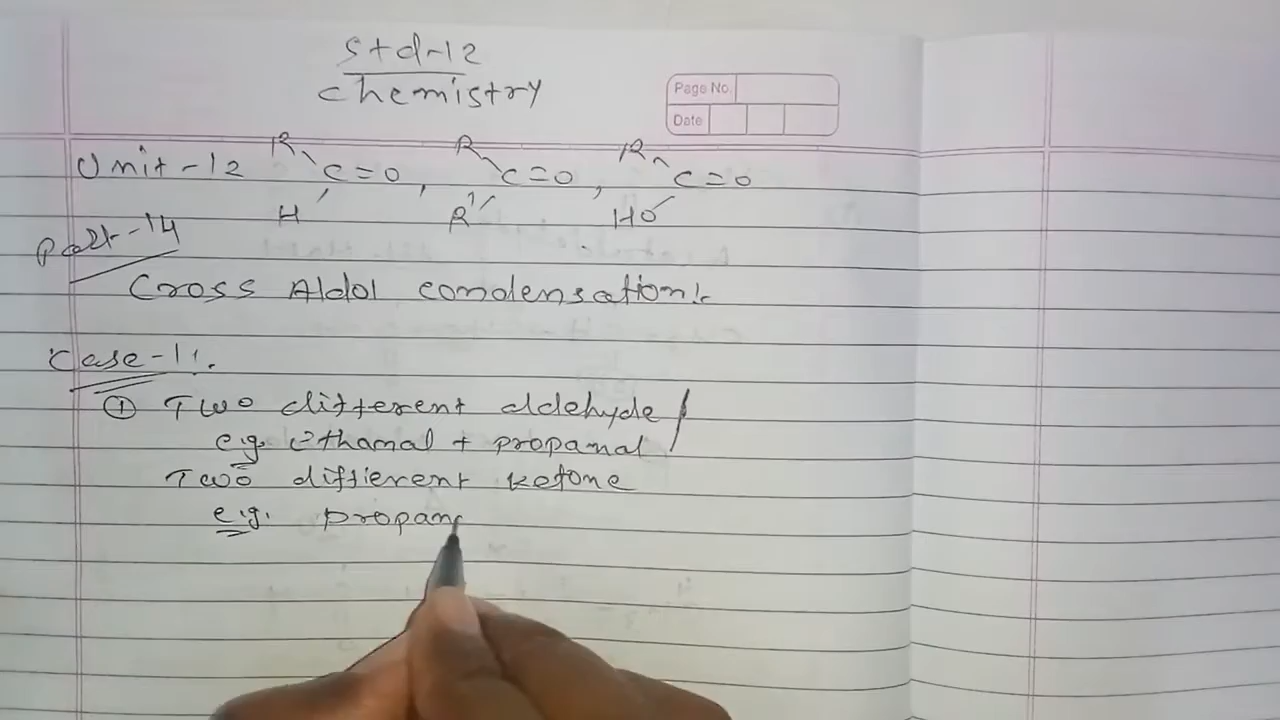 Std-12
Chemistry
Page No.
Date
Unit-12 R H C=O, R R' C=O, R HO C=O
Part-14
Cross Aldol condensation:-
Case-1:.
① Two different aldehyde /
e.g. Ethanal + propanal
Two different ketone
e.g. propan